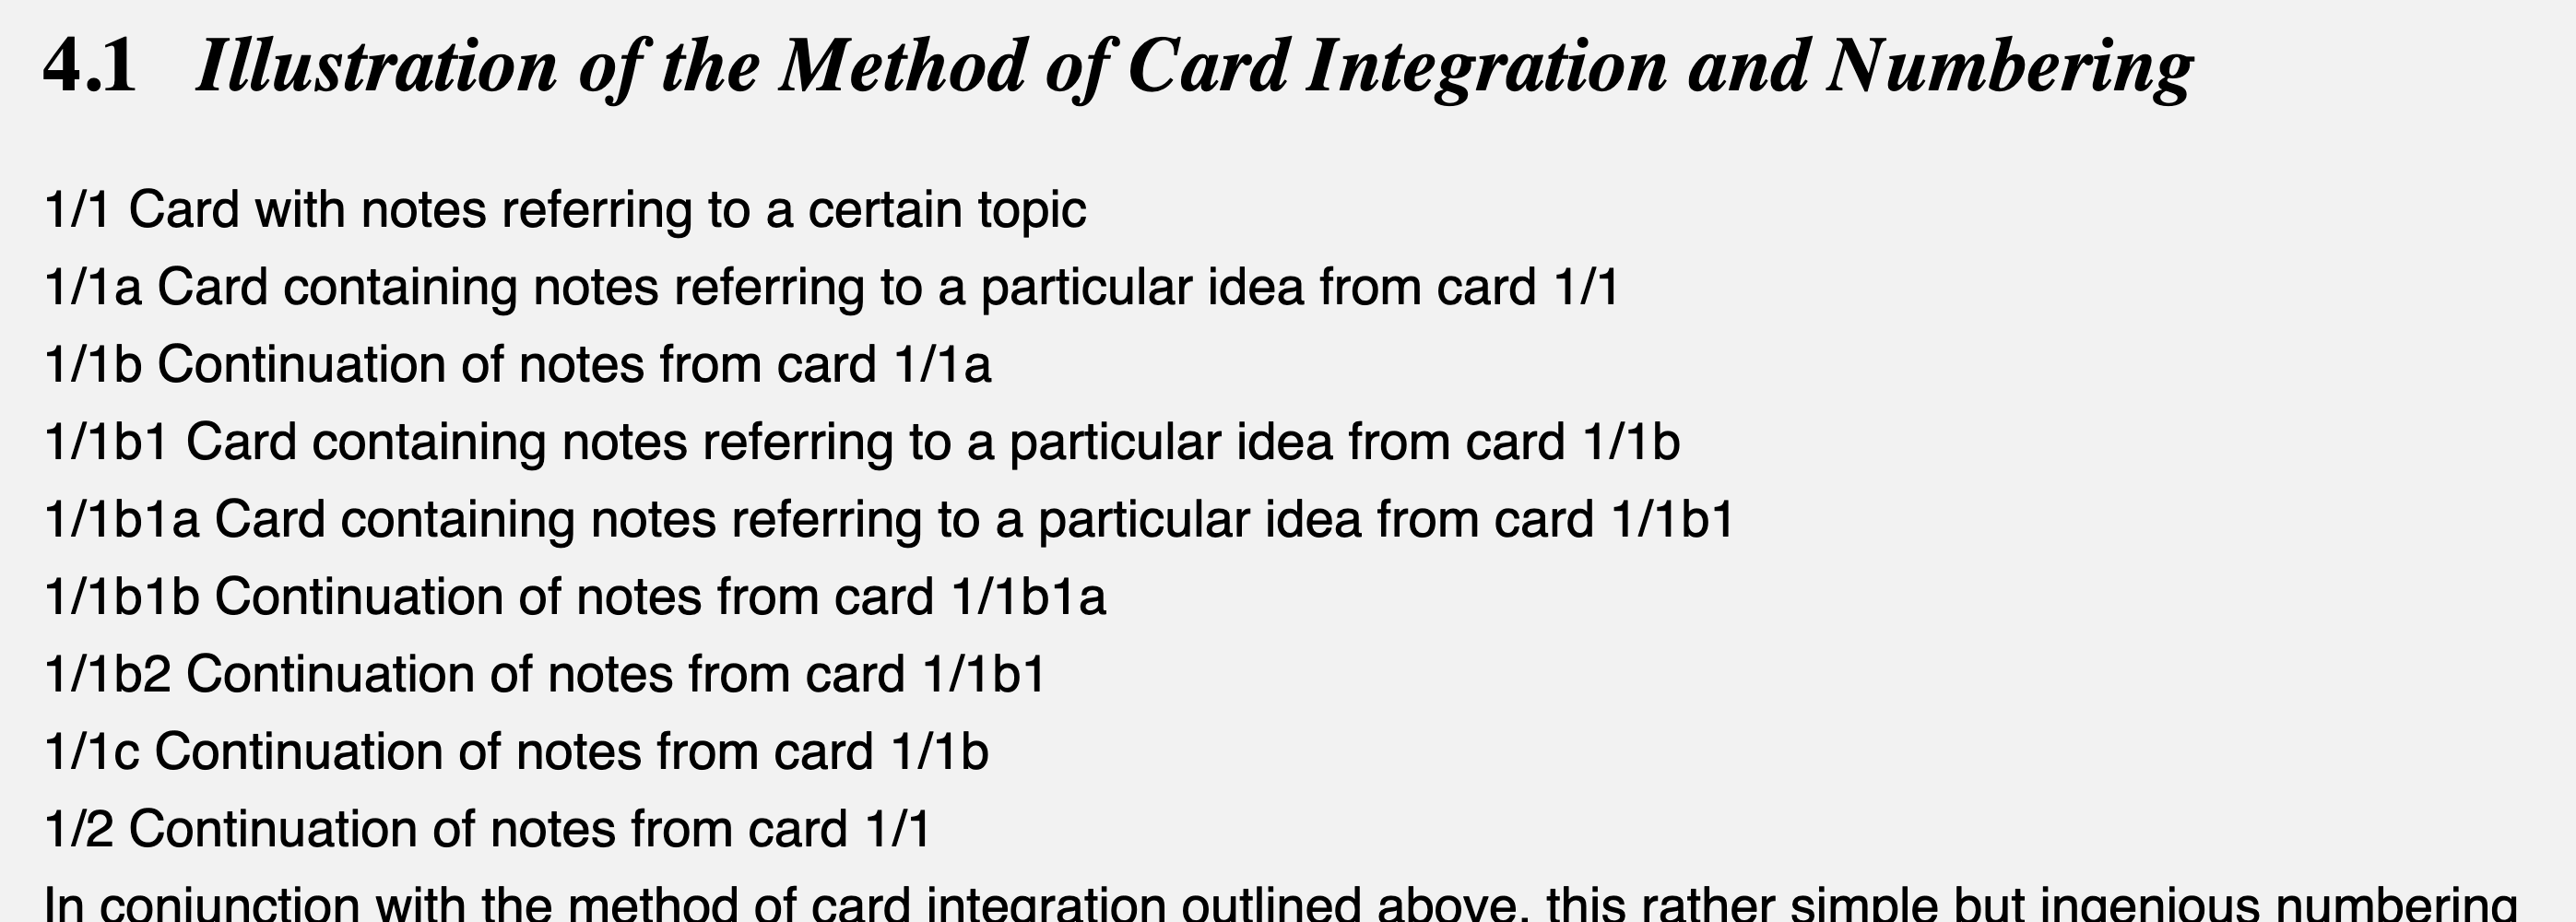 4.1 Illustration of the Method of Card Integration and Numbering
1/1 Card with notes referring to a certain topic
1/1a Card containing notes referring to a particular idea from card 1/1
1/1b Continuation of notes from card 1/1a
1/1b1 Card containing notes referring to a particular idea from card 1/1b
1/1b1a Card containing notes referring to a particular idea from card 1/1b1
1/1b1b Continuation of notes from card 1/1b1a
1/1b2 Continuation of notes from card 1/1b1
1/1c Continuation of notes from card 1/1b
1/2 Continuation of notes from card 1/1
In conjunction with the method of card integration outlined above, this rather simple but ingenious numbering